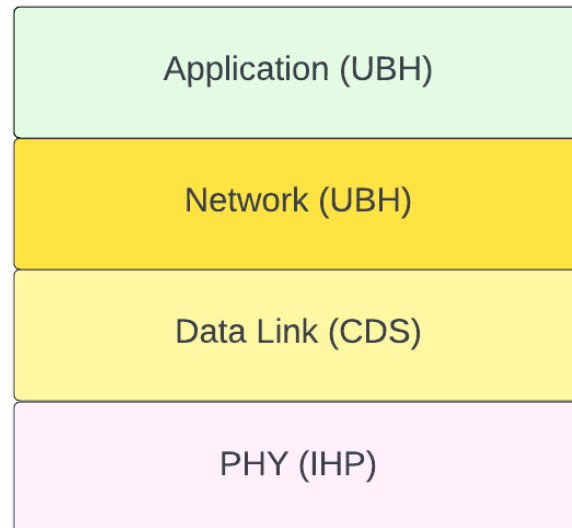 Application (UBH)
Network (UBH)
Data Link (CDS)
PHY (IHP)